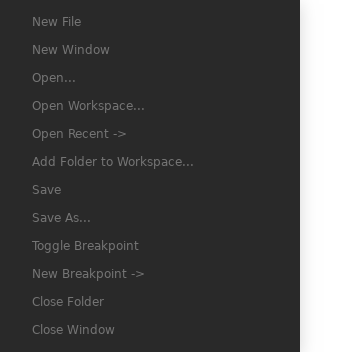 New File
New Window
Open...
Open Workspace...
Open Recent ->
Add Folder to Workspace...
Save
Save As...
Toggle Breakpoint
New Breakpoint ->
Close Folder
Close Window